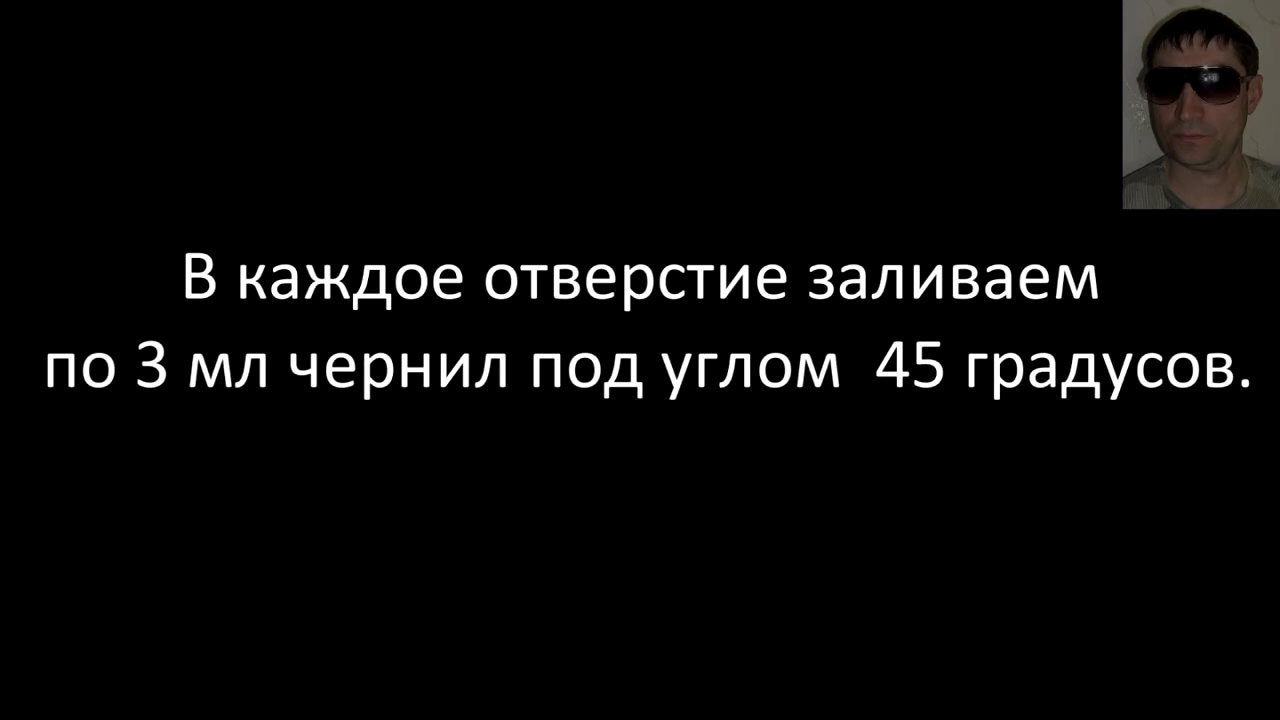 В каждое отверстие заливаем
по 3 мл чернил под углом 45 градусов.